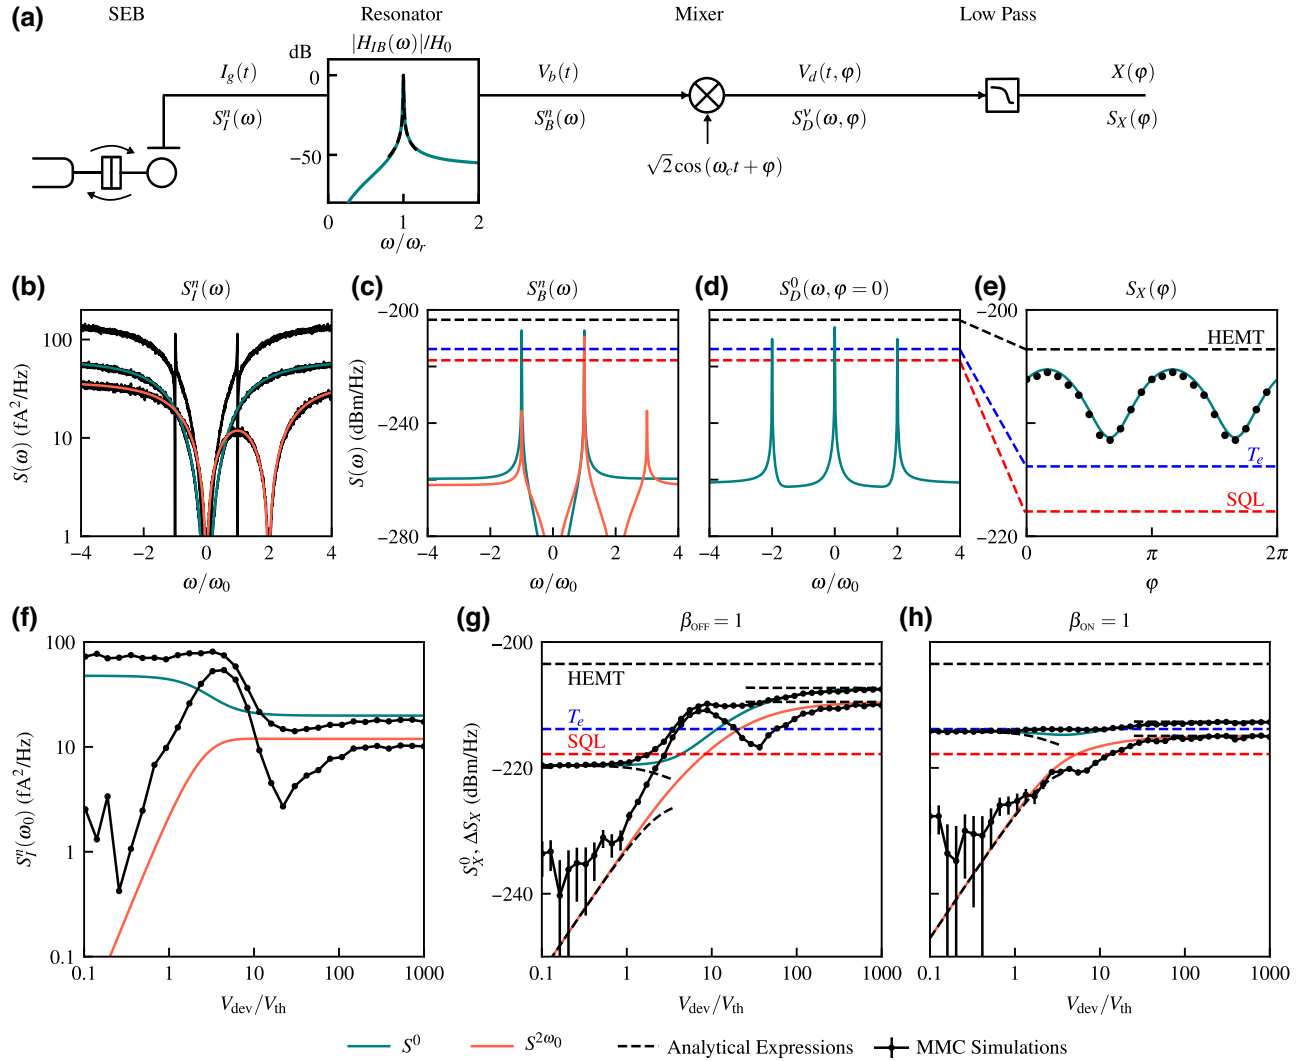 (a)
SEB
Resonator
Mixer
Low Pass
|H_{IB}(ω)|/H_0
dB
0
−50
0
1
2
ω/ω_r
I_g(t)
S_I^n(ω)
V_b(t)
S_B^n(ω)
√2 cos(ω_c t + φ)
V_d(t, φ)
S_D^ν(ω, φ)
X(φ)
S_X(φ)
(b)
S_I^n(ω)
S(ω) (fA²/Hz)
100
10
1
−4
−2
0
2
4
ω/ω_0
(c)
S_B^n(ω)
S(ω) (dBm/Hz)
−200
−240
−280
−4
−2
0
2
4
ω/ω_0
(d)
S_D^0(ω, φ = 0)
−4
−2
0
2
4
ω/ω_0
(e)
S_X(φ)
−200
−220
HEMT
T_e
SQL
0
π
2π
φ
(f)
S_I^n(ω_0) (fA²/Hz)
100
10
1
0.1
0.1
1
10
100
1000
V_dev/V_th
(g)
β_OFF = 1
S_X^0, ΔS_X (dBm/Hz)
−200
−220
−240
HEMT
T_e
SQL
0.1
1
10
100
1000
V_dev/V_th
(h)
β_ON = 1
0.1
1
10
100
1000
V_dev/V_th
S^0
S^{2ω_0}
Analytical Expressions
MMC Simulations